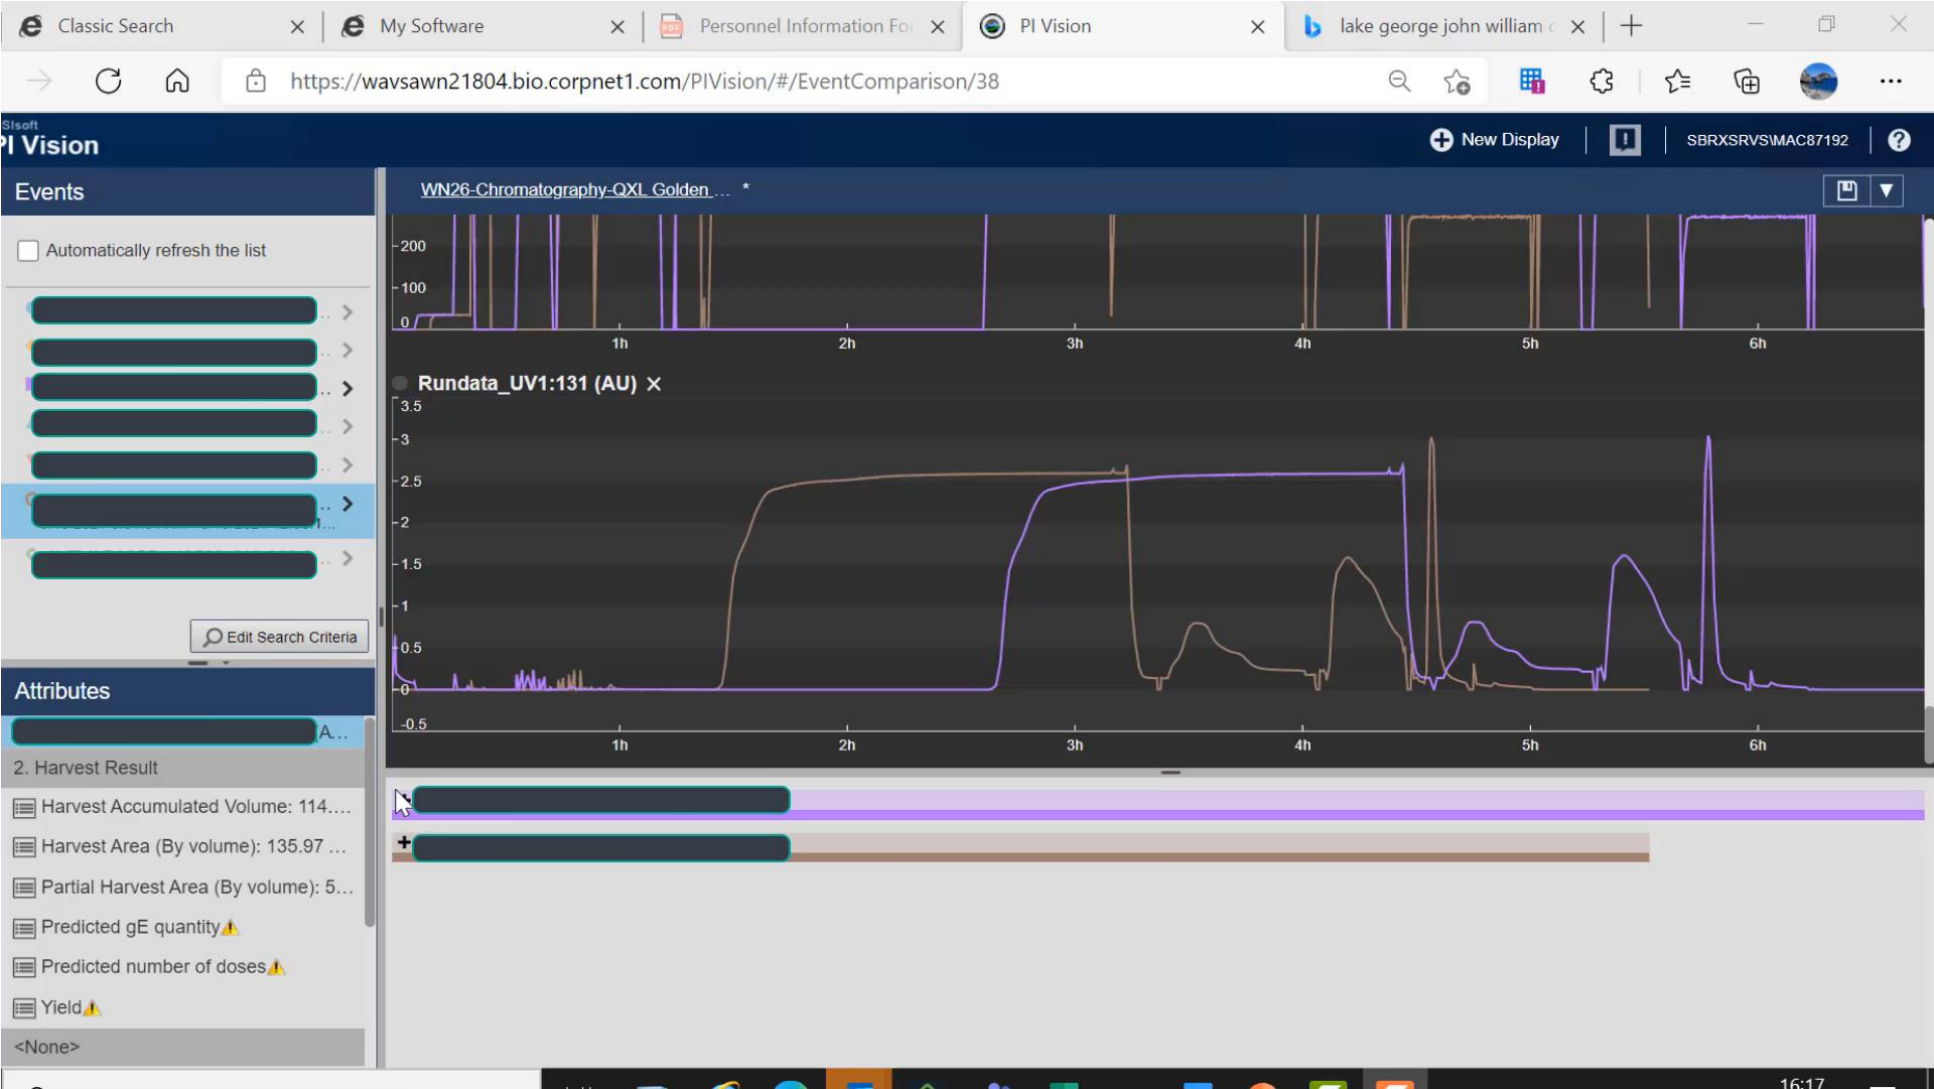 Classic Search
My Software
Personnel Information For
PI Vision
lake george john william
https://wavsawn21804.bio.corpnet1.com/PIVision/#/EventComparison/38
SIsoft
PI Vision
New Display
SBRXSRVS\MAC87192
Events
WN26-Chromatography-QXL Golden ... *
Automatically refresh the list
200
100
0
1h 2h 3h 4h 5h 6h
Rundata_UV1:131 (AU)
3.5
3
2.5
2
1.5
1
0.5
0
-0.5
1h 2h 3h 4h 5h 6h
Edit Search Criteria
Attributes
A...
2. Harvest Result
Harvest Accumulated Volume: 114....
Harvest Area (By volume): 135.97 ...
Partial Harvest Area (By volume): 5...
Predicted gE quantity
Predicted number of doses
Yield
<None>
16:17